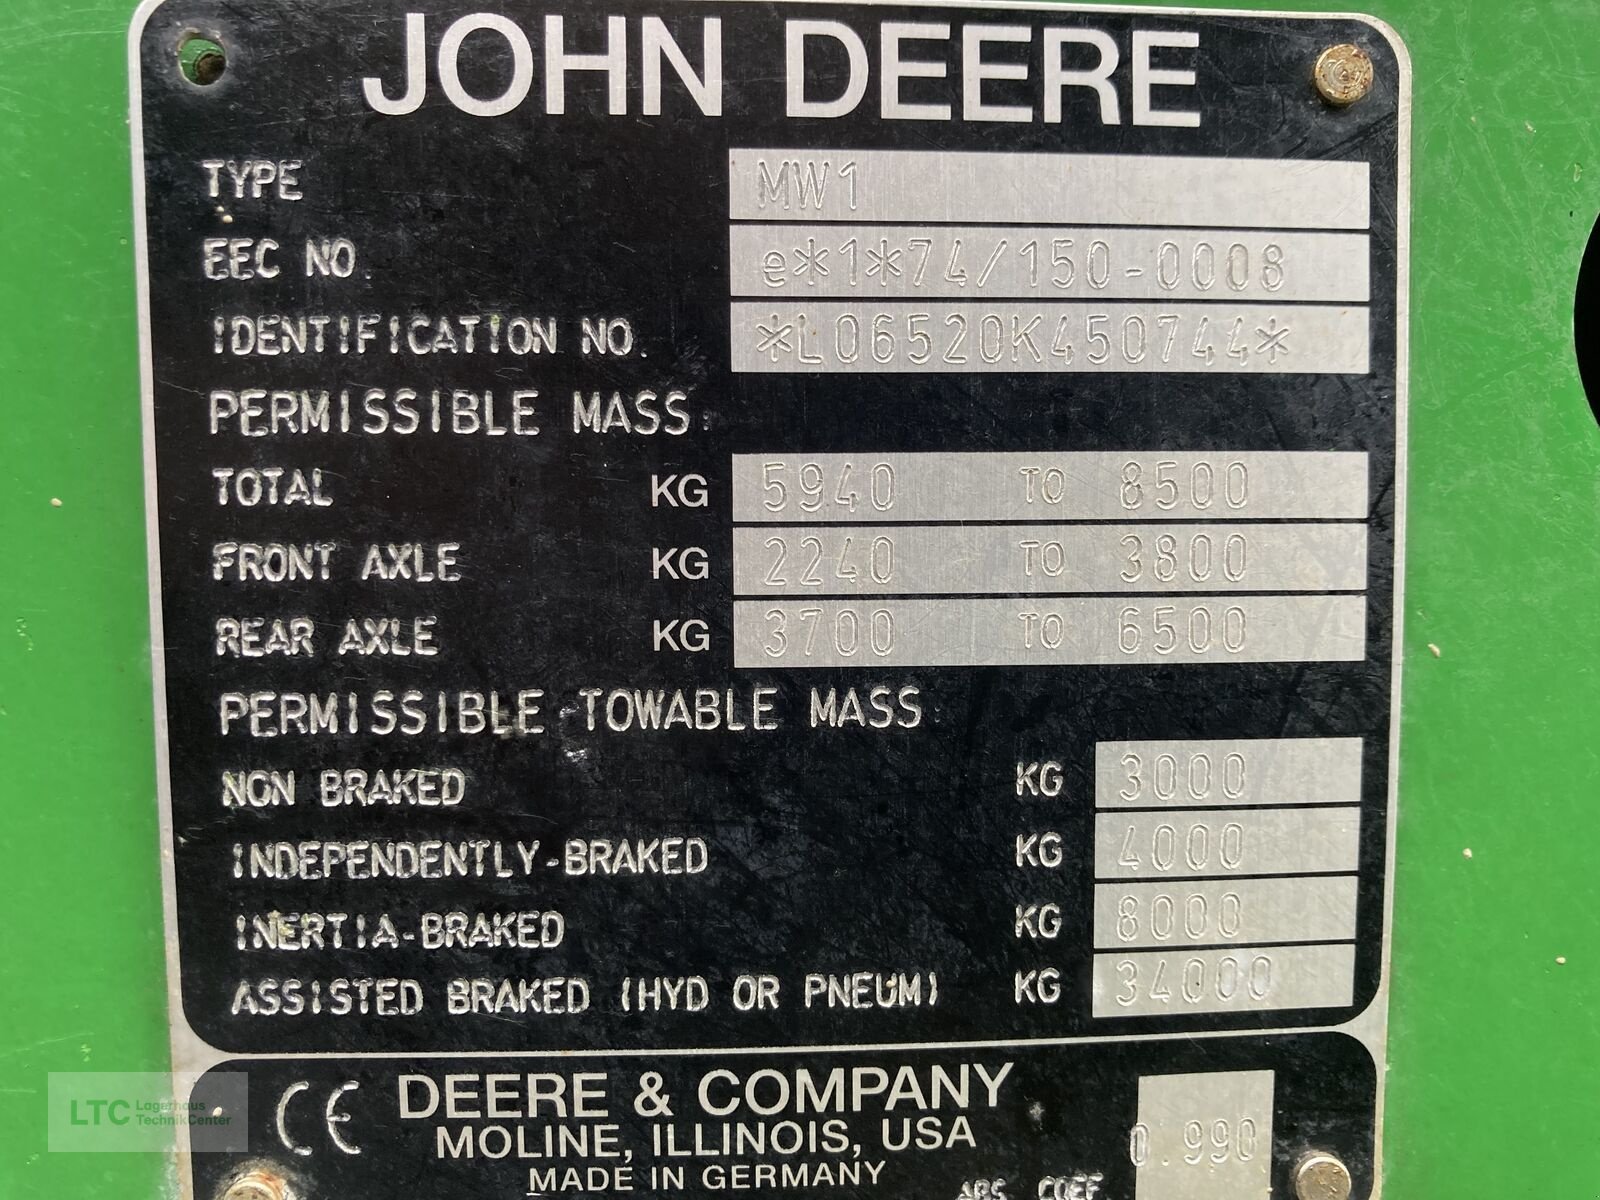 JOHN DEERE
TYPE MW1
EEC NO. e*1*74/150-0008
IDENTIFICATION NO. *L06520K450744*
PERMISSIBLE MASS:
TOTAL KG 5940 TO 8500
FRONT AXLE KG 2240 TO 3800
REAR AXLE KG 3700 TO 6500
PERMISSIBLE TOWABLE MASS
NON BRAKED KG 3000
INDEPENDENTLY-BRAKED KG 4000
INERTIA-BRAKED KG 8000
ASSISTED BRAKED (HYD OR PNEUM) KG 34000
CE DEERE & COMPANY
MOLINE, ILLINOIS, USA
MADE IN GERMANY
ABS. COEF. 0.990
LTC Lagerhaus
TechnikCenter